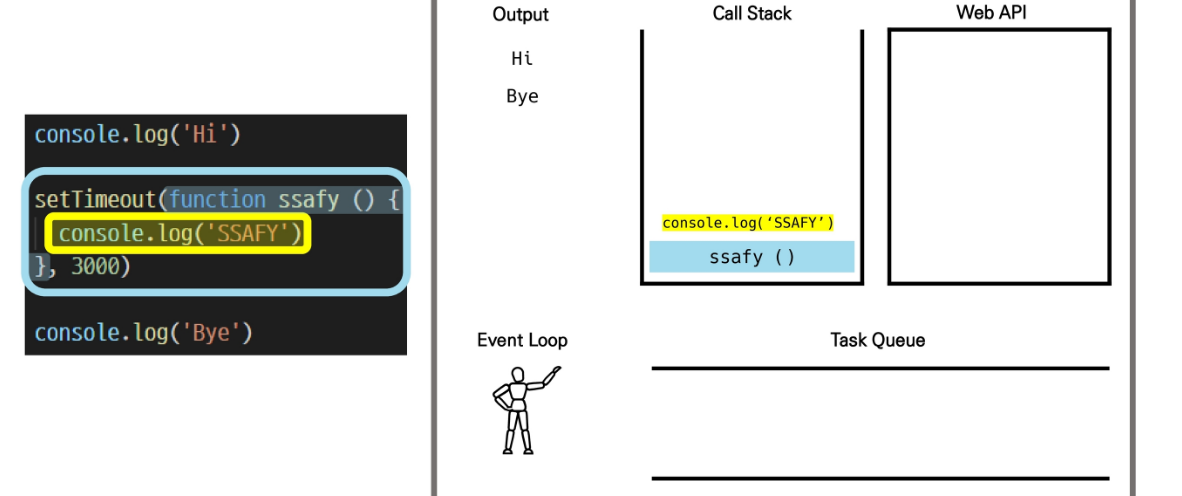 console.log('Hi')
setTimeout(function ssafy () {
console.log('SSAFY')
}, 3000)
console.log('Bye')
Output
Hi
Bye
Call Stack
console.log(‘SSAFY’)
ssafy ()
Web API
Event Loop
Task Queue